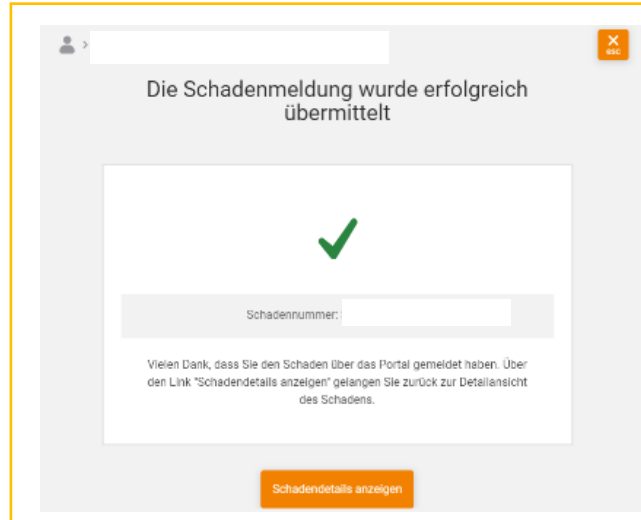 esc
Die Schadenmeldung wurde erfolgreich
übermittelt
Schadennummer:
Vielen Dank, dass Sie den Schaden über das Portal gemeldet haben. Über
den Link "Schadendetails anzeigen" gelangen Sie zurück zur Detailansicht
des Schadens.
Schadendetails anzeigen